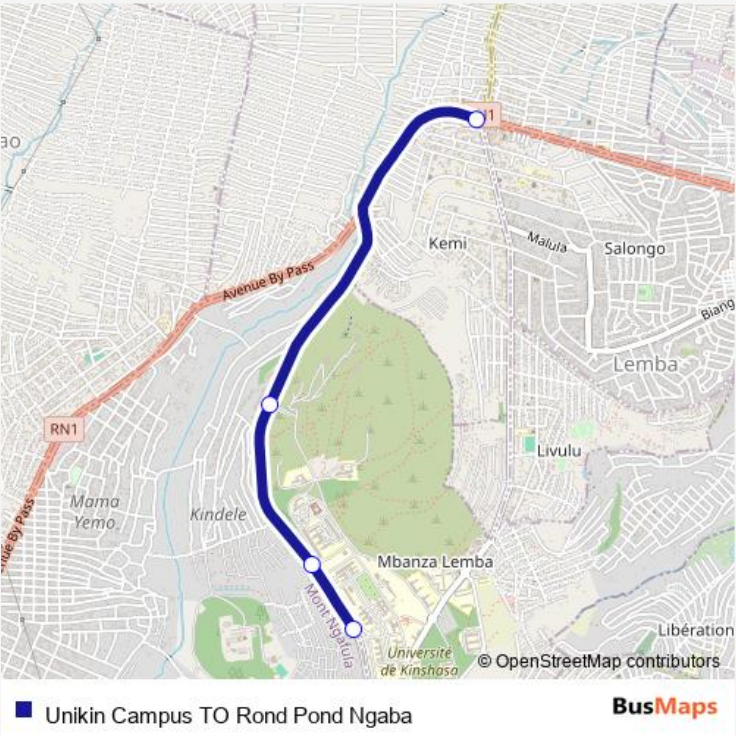 Kemi
Malula
Salongo
Avenue By Pass
Biang
Lemba
RN1
Livulu
Mama
Yemo
Kindele
Mbanza Lemba
Mont Ngafula
Libération
Université
de Kinshasa
© OpenStreetMap contributors
Unikin Campus TO Rond Pond Ngaba
BusMaps